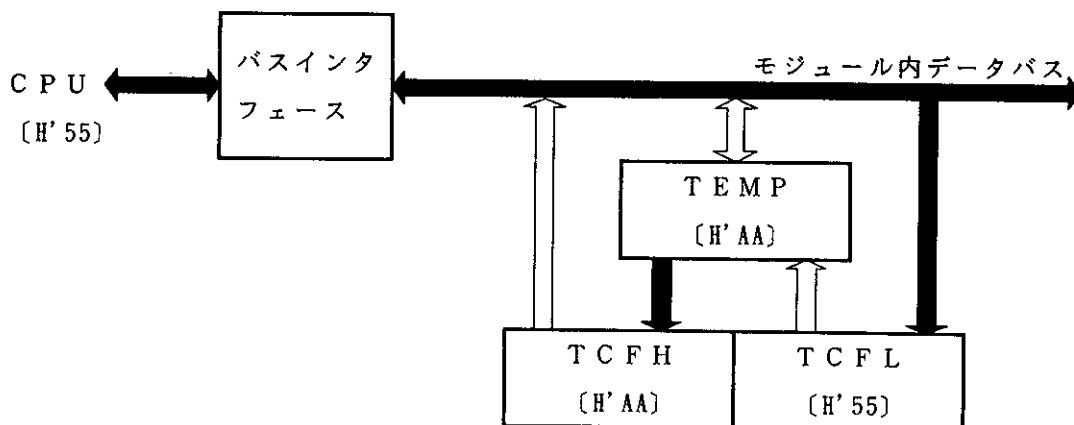 CPU
〔H'55〕
バスインタ
フェース
モジュール内データバス
TEMP
〔H'AA〕
TCFH
〔H'AA〕
TCFL
〔H'55〕